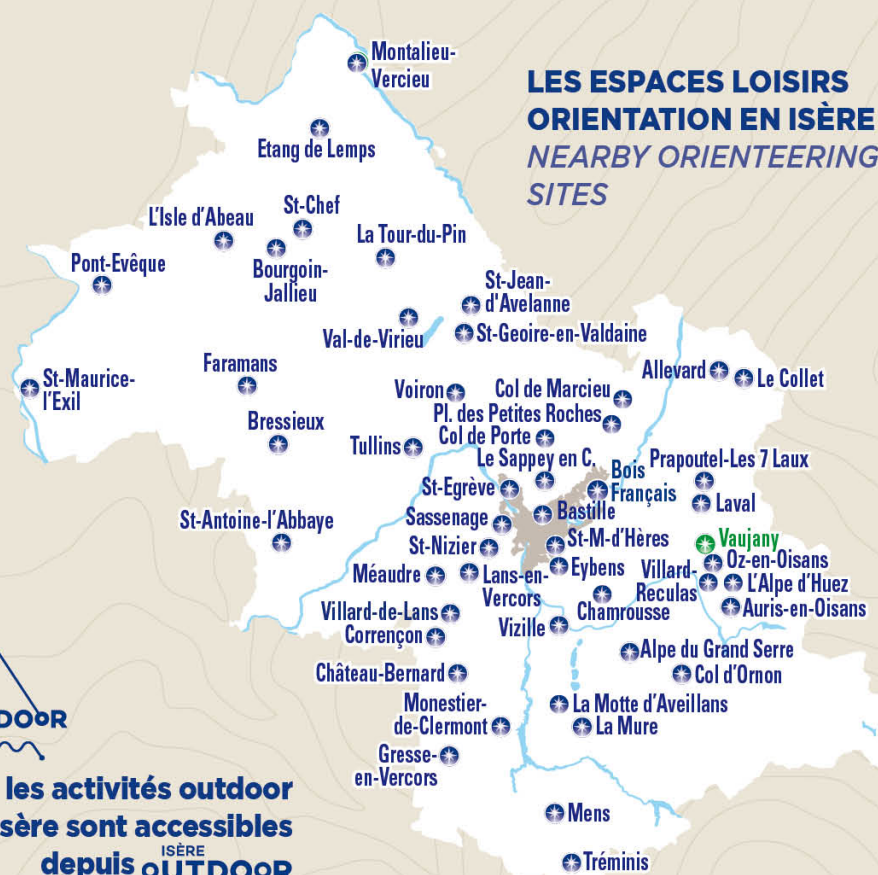 LES ESPACES LOISIRS
ORIENTATION EN ISÈRE
NEARBY ORIENTEERING
SITES
Montalieu-
Vercieu
Etang de Lemps
St-Chef
L'Isle d'Abeau
La Tour-du-Pin
Pont-Evêque
Bourgoin-
Jallieu
St-Jean-
d'Avelanne
Val-de-Virieu
St-Geoire-en-Valdaine
Faramans
St-Maurice-
l'Exil
Allevard
Le Collet
Voiron
Col de Marcieu
Pl. des Petites Roches
Bressieux
Tullins
Col de Porte
Le Sappey en C.
Bois
Français
Prapoutel-Les 7 Laux
St-Egrève
Laval
St-Antoine-l'Abbaye
Sassenage
Bastille
St-Nizier
St-M-d'Hères
Vaujany
Méaudre
Lans-en-
Vercors
Eybens
Villard-
Reculas
Oz-en-Oisans
L'Alpe d'Huez
Chamrousse
Auris-en-Oisans
Villard-de-Lans
Corrençon
Vizille
Alpe du Grand Serre
Château-Bernard
Col d'Ornon
Monestier-
de-Clermont
La Motte d'Aveillans
La Mure
Gresse-
en-Vercors
Mens
Tréminis
DOOR
les activités outdoor
sère sont accessibles
depuis ISÈRE OUTDOOR